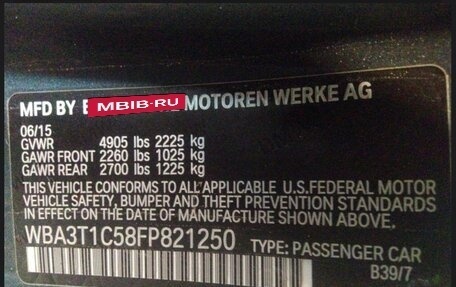 MFD BY B MBIB-RU MOTOREN WERKE AG
06/15
GVWR 4905 lbs 2225 kg
GAWR FRONT 2260 lbs 1025 kg
GAWR REAR 2700 lbs 1225 kg
THIS VEHICLE CONFORMS TO ALL APPLICABLE U.S.FEDERAL MOTOR
VEHICLE SAFETY, BUMPER AND THEFT PREVENTION STANDARDS IN
EFFECT ON THE DATE OF MANUFACTURE SHOWN ABOVE.
WBA3T1C58FP821250 TYPE: PASSENGER CAR
B39/7